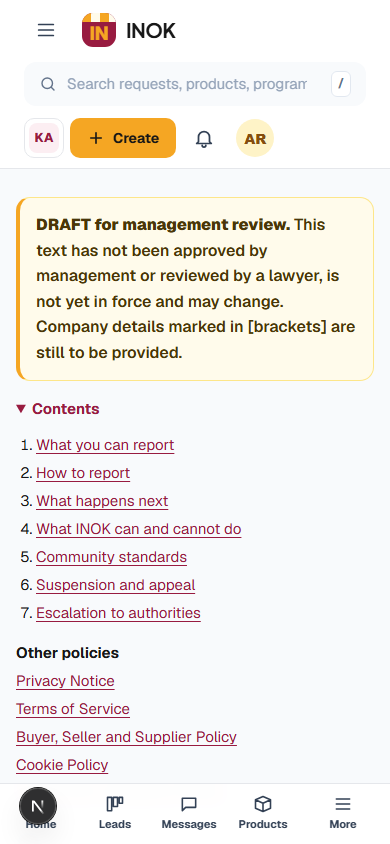 IN INOK
Search requests, products, program /
KA + Create AR
DRAFT for management review. This
text has not been approved by
management or reviewed by a lawyer, is
not yet in force and may change.
Company details marked in [brackets] are
still to be provided.
Contents
1. What you can report
2. How to report
3. What happens next
4. What INOK can and cannot do
5. Community standards
6. Suspension and appeal
7. Escalation to authorities
Other policies
Privacy Notice
Terms of Service
Buyer, Seller and Supplier Policy
Cookie Policy
N
Home Leads Messages Products More